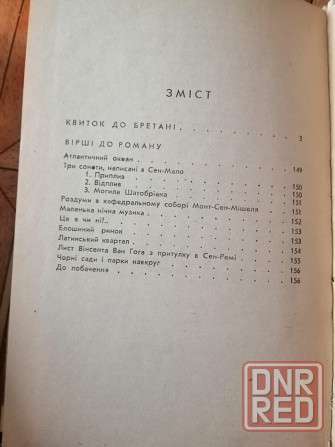 ЗМІСТ
КВИТОК ДО БРЕТАНІ . . . . . . . . 3
ВІРШІ ДО РОМАНУ
Атлантичний океан . . . . . . . . 149
Три сонети, написані в Сен-Мало
1. Приплив . . . . . . . . 150
2. Відплив . . . . . . . . 150
3. Могила Шатобріана . . . . . . . . 151
Роздуми в кафедральному соборі Монт-Сен-Мішеля . . 151
Маленька нічна музика . . . . . . . . 152
Це я чи ні?.. . . . . . . . . 153
Блошиний ринок . . . . . . . . 153
Латинський квартал . . . . . . . . 154
Лист Вінсента Ван Гога з притулку в Сен-Ремі . . . 155
Чорні сади і парки навкруг . . . . . . . . 156
До побачення . . . . . . . . 156
DNR
RED